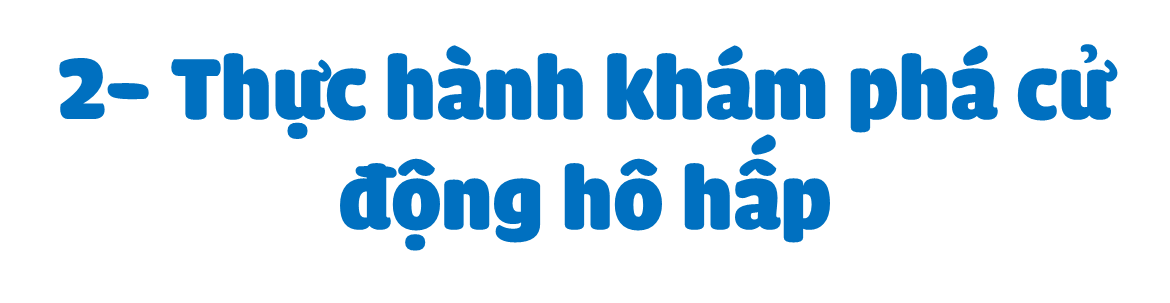 2- Thực hành khám phá cử
động hô hấp